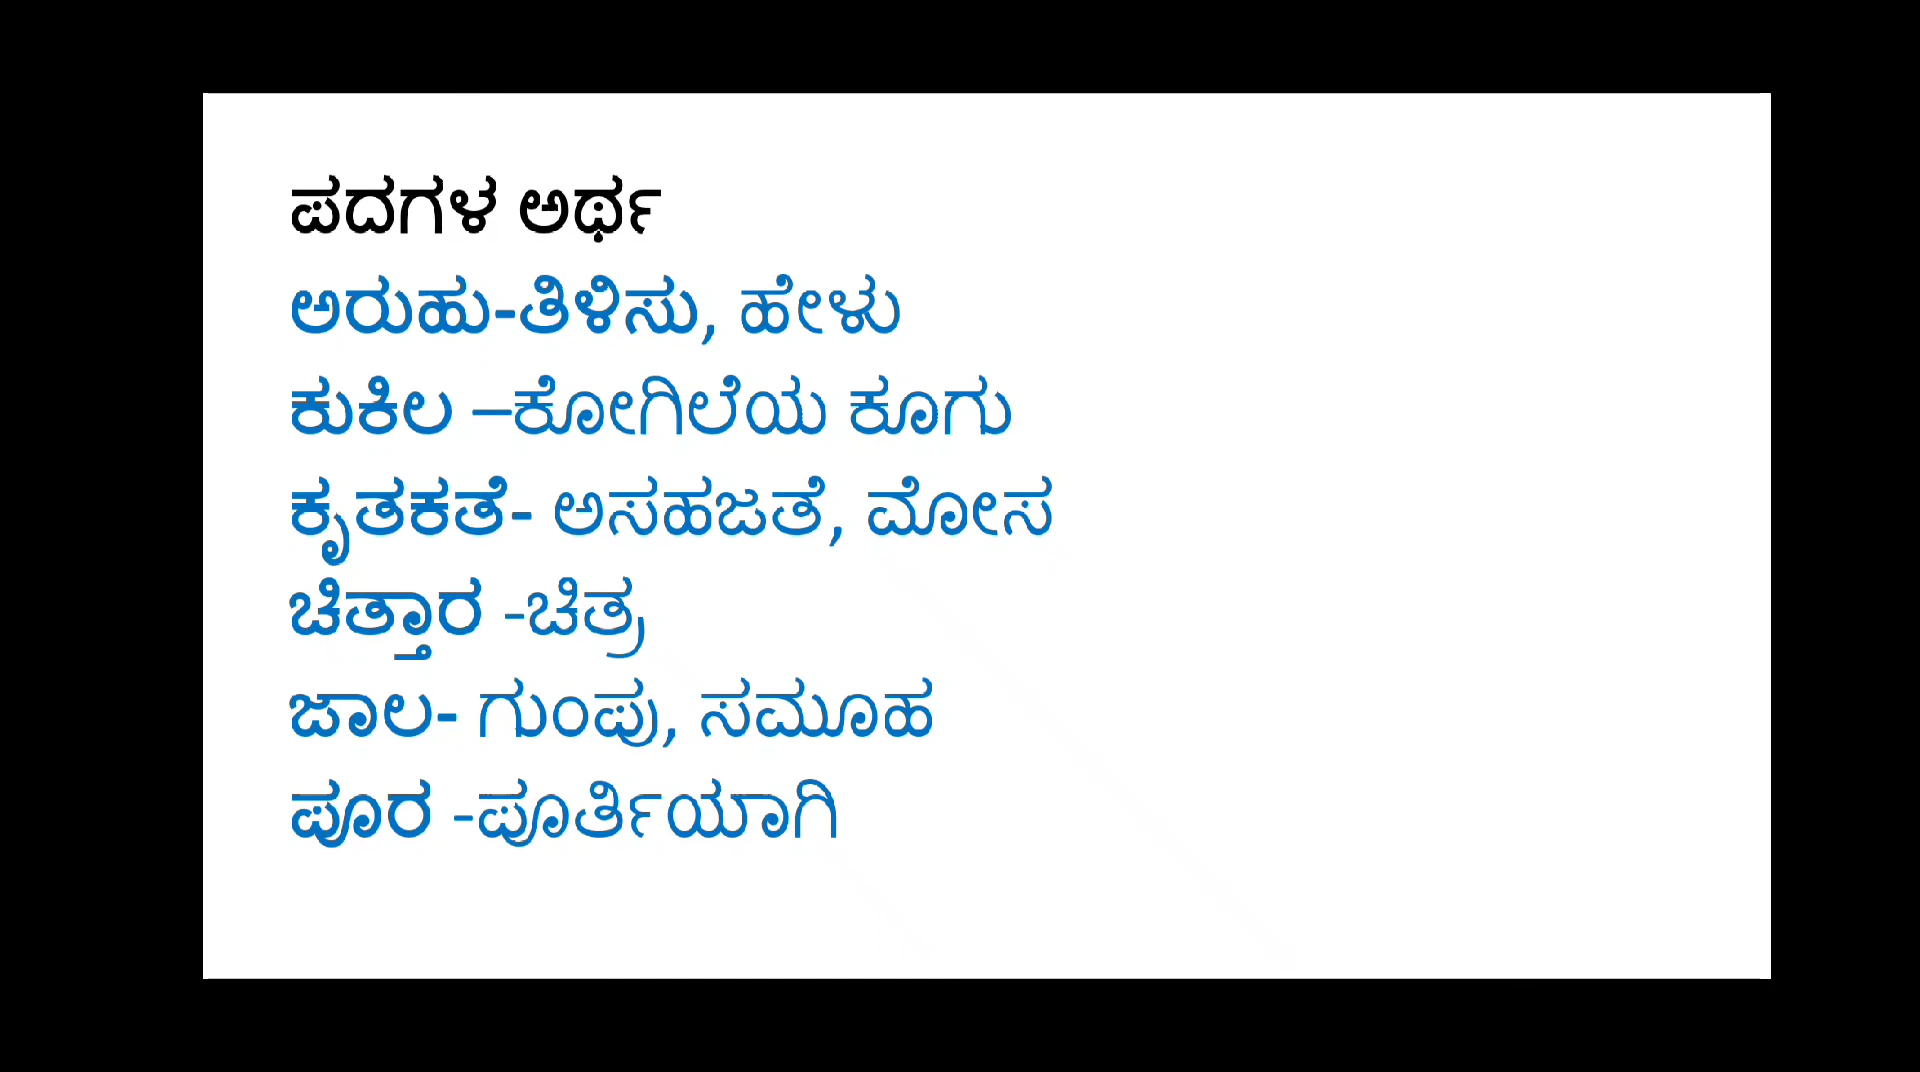 ಪದಗಳ ಅರ್ಥ
ಅರುಹು-ತಿಳಿಸು, ಹೇಳು
ಕುಕಿಲ –ಕೋಗಿಲೆಯ ಕೂಗು
ಕೃತಕತೆ- ಅಸಹಜತೆ, ಮೋಸ
ಚಿತ್ತಾರ -ಚಿತ್ರ
ಜಾಲ- ಗುಂಪು, ಸಮೂಹ
ಪೂರ -ಪೂರ್ತಿಯಾಗಿ